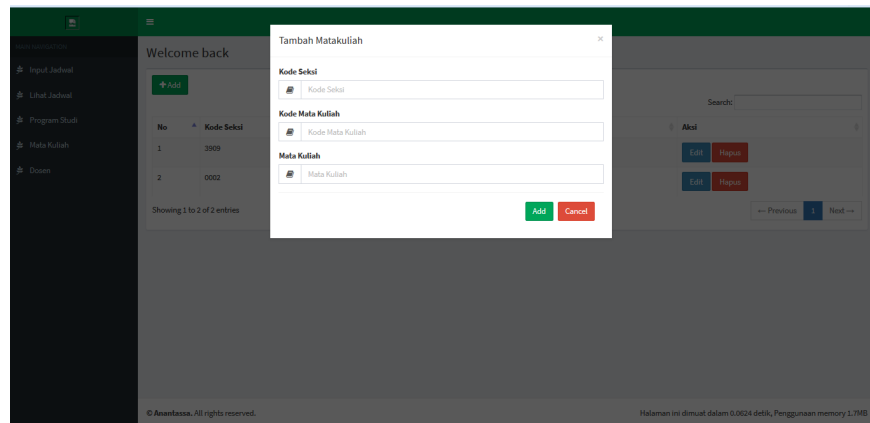 MAIN NAVIGATION
Input Jadwal
Lihat Jadwal
Program Studi
Mata Kuliah
Dosen
Welcome back
+Add
Search:
No Kode Seksi Aksi
1 3909 Edit Hapus
2 0002 Edit Hapus
Showing 1 to 2 of 2 entries
← Previous 1 Next →
Tambah Matakuliah ×
Kode Seksi
Kode Seksi
Kode Mata Kuliah
Kode Mata Kuliah
Mata Kuliah
Mata Kuliah
Add Cancel
© Anantassa. All rights reserved. Halaman ini dimuat dalam 0.0624 detik, Penggunaan memory 1.7MB